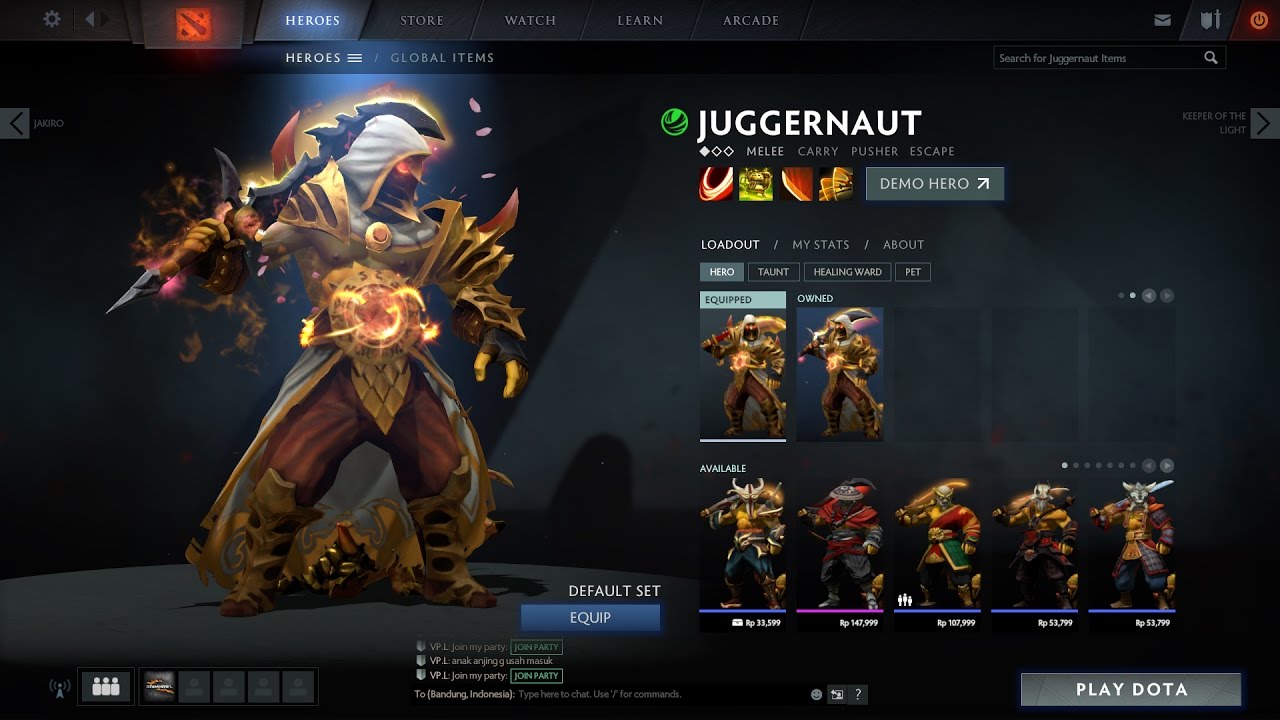 HEROES
STORE
WATCH
LEARN
ARCADE
HEROES / GLOBAL ITEMS
Search for Juggernaut Items
JAKIRO
KEEPER OF THE
LIGHT
JUGGERNAUT
MELEE CARRY PUSHER ESCAPE
DEMO HERO
LOADOUT / MY STATS / ABOUT
HERO TAUNT HEALING WARD PET
EQUIPPED
OWNED
AVAILABLE
Rp 33,599
Rp 147,999
Rp 107,999
Rp 53,799
Rp 53,799
DEFAULT SET
EQUIP
VP.L: Join my party: JOIN PARTY
VP.L: anak anjing g usah masuk
VP.L: Join my party: JOIN PARTY
To (Bandung, Indonesia): Type here to chat. Use '/' for commands.
?
PLAY DOTA